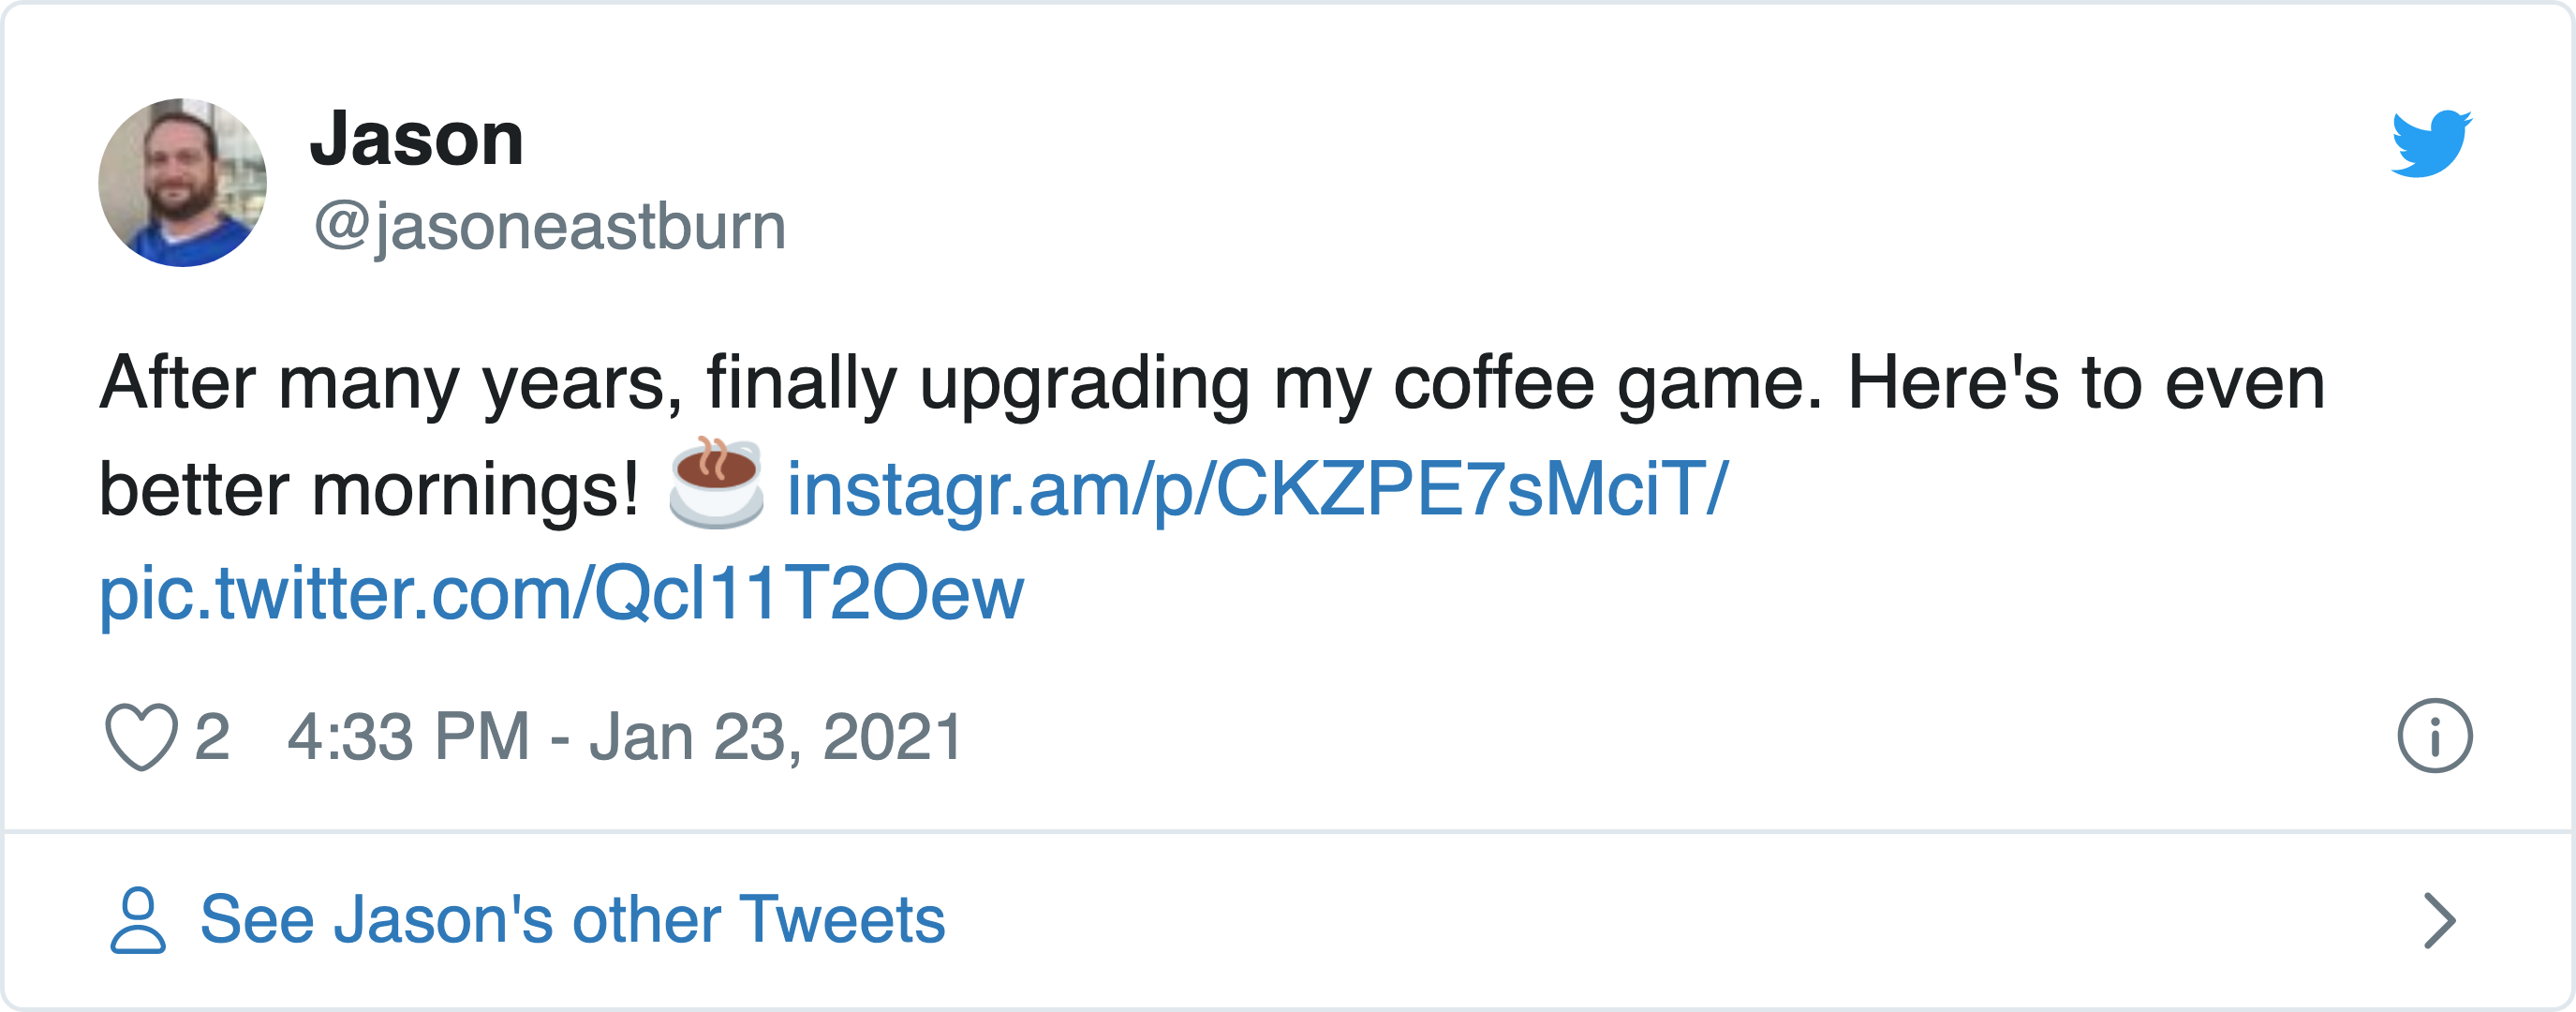 Jason
@jasoneastburn
After many years, finally upgrading my coffee game. Here's to even
better mornings! ☕ instagr.am/p/CKZPE7sMciT/
pic.twitter.com/Qcl11T2Oew
2 4:33 PM - Jan 23, 2021
See Jason's other Tweets